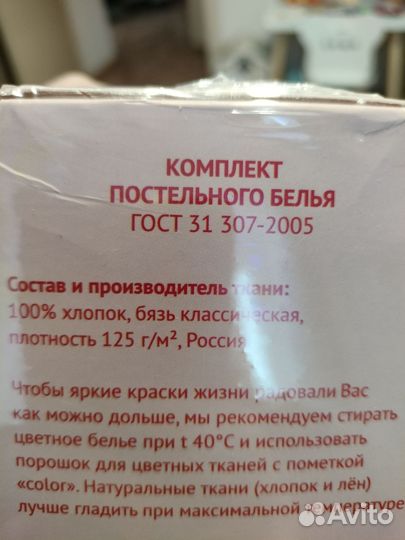 КОМПЛЕКТ
ПОСТЕЛЬНОГО БЕЛЬЯ
ГОСТ 31 307-2005
Состав и производитель ткани:
100% хлопок, бязь классическая,
плотность 125 г/м², Россия
Чтобы яркие краски жизни радовали Вас
как можно дольше, мы рекомендуем стирать
цветное белье при t 40°C и использовать
порошок для цветных тканей с пометкой
«color». Натуральные ткани (хлопок и лён)
лучше гладить при максимальной температуре
Avito